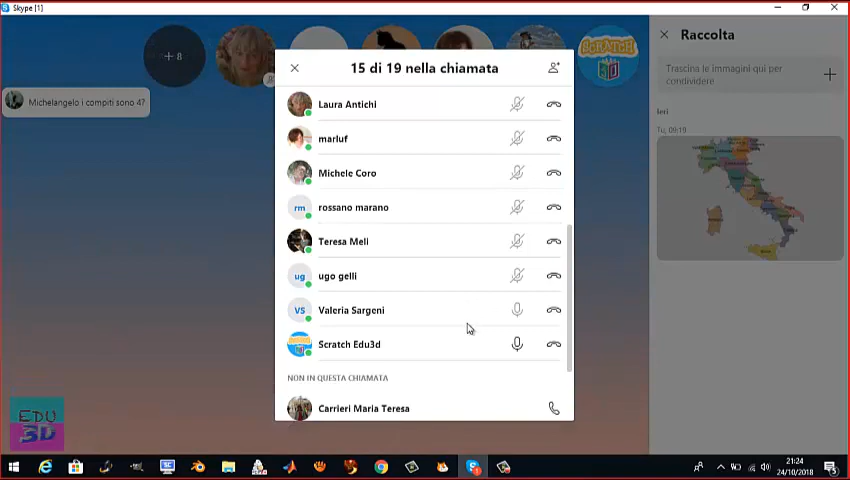 Skype [1]
+ 8
SCRATCH
Raccolta
15 di 19 nella chiamata
Trascina le immagini qui per
condividere
Michelangelo i compiti sono 4?
Ieri
Tu, 09:19
Laura Antichi
marluf
Michele Coro
rm rossano marano
Teresa Meli
ug ugo gelli
VS Valeria Sargeni
Scratch Edu3d
NON IN QUESTA CHIAMATA
Carrieri Maria Teresa
EDU
3D
21:24
24/10/2018